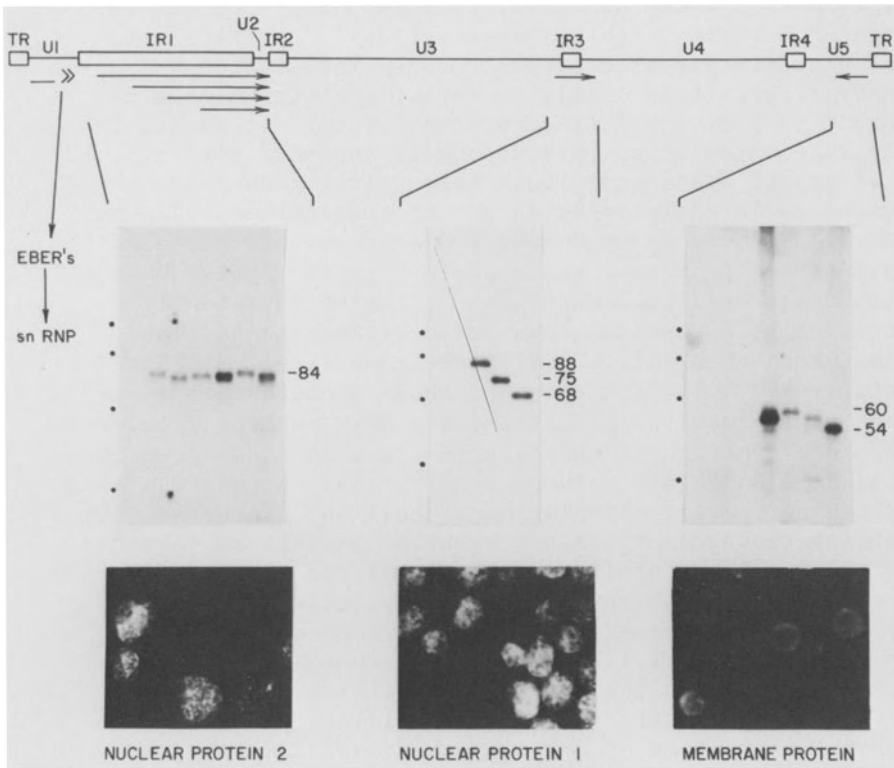 U2
TR U1 IR1 IR2 U3 IR3 U4 IR4 U5 TR
EBER's
sn RNP
-84
-88
-75
-68
-60
-54
NUCLEAR PROTEIN 2
NUCLEAR PROTEIN 1
MEMBRANE PROTEIN